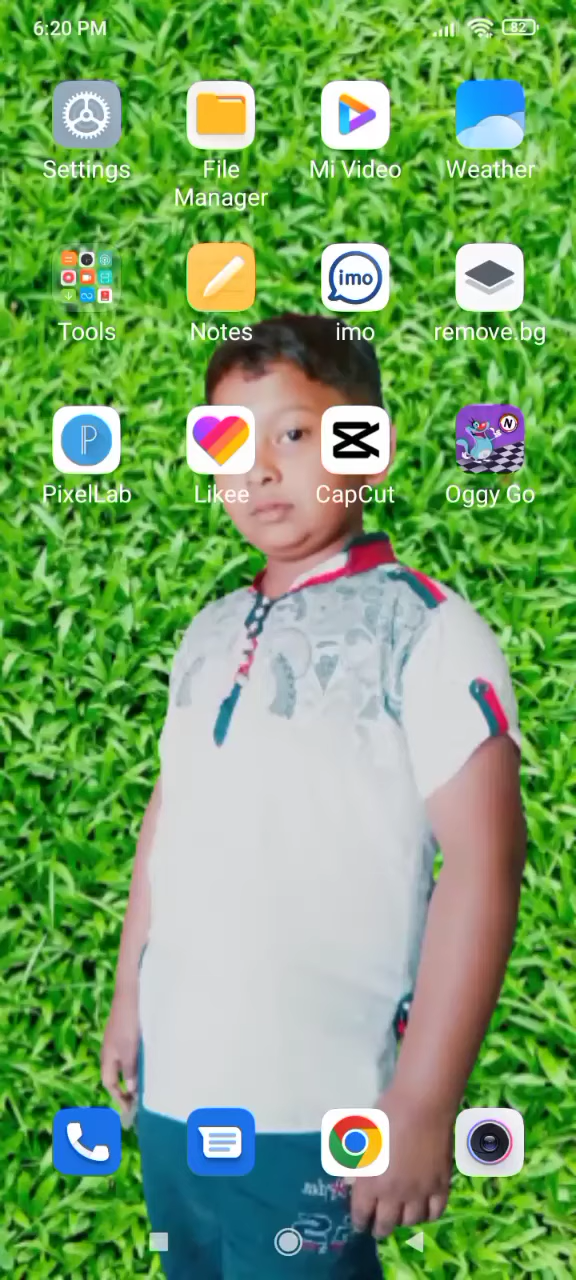 6:20 PM
82
Settings
File
Manager
Mi Video
Weather
Tools
Notes
imo
imo
remove.bg
P
PixelLab
Likee
CapCut
N
Oggy Go